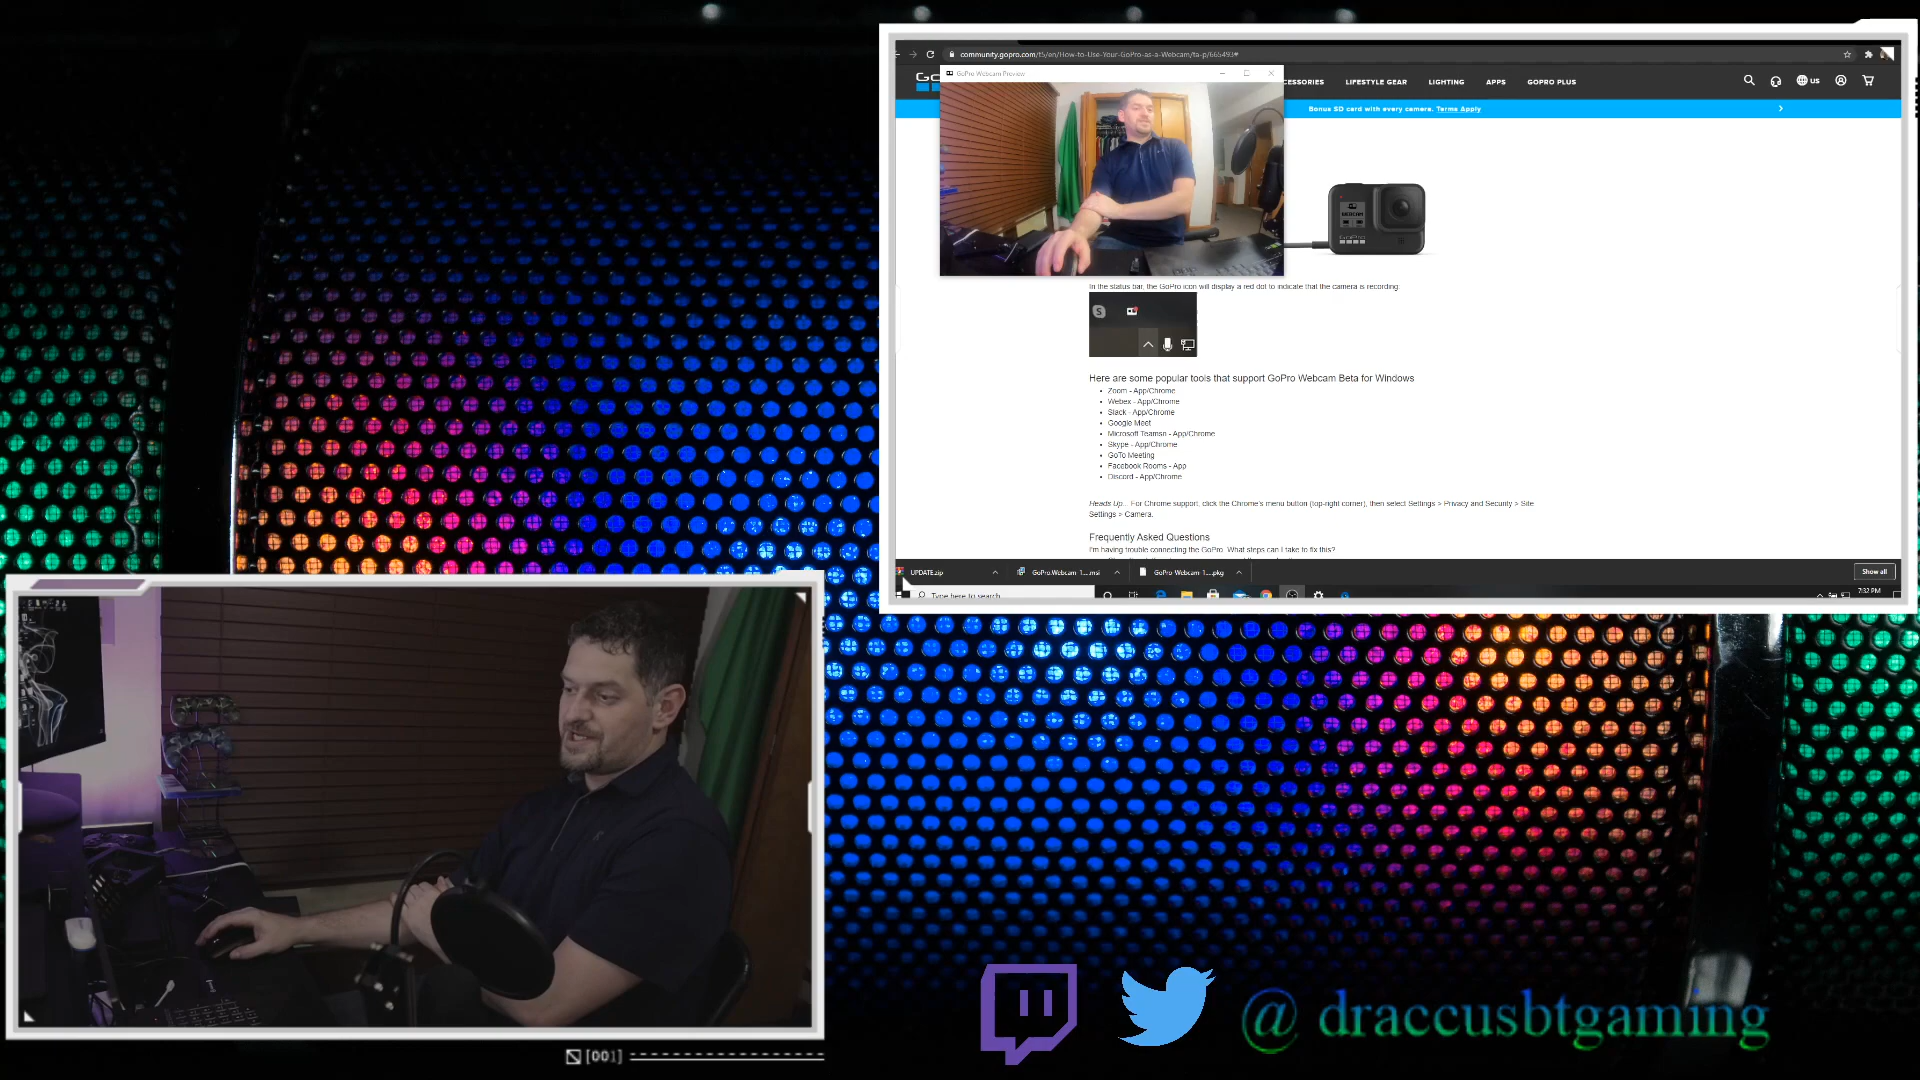 community.gopro.com/t5/en/How-to-Use-Your-GoPro-as-a-Webcam/ta-p/665493#
GoPro Webcam Preview
LIFESTYLE GEAR
LIGHTING
APPS
GOPRO PLUS
US
Bonus SD card with every camera. Terms Apply
WEBCAM
GoPro
In the status bar, the GoPro icon will display a red dot to indicate that the camera is recording:
Here are some popular tools that support GoPro Webcam Beta for Windows
Zoom - App/Chrome
Webex - App/Chrome
Slack - App/Chrome
Google Meet
Microsoft Teamsn - App/Chrome
Skype - App/Chrome
GoTo Meeting
Facebook Rooms - App
Discord - App/Chrome
Heads Up... For Chrome support, click the Chrome's menu button (top-right corner), then select Settings > Privacy and Security > Site
Settings > Camera.
Frequently Asked Questions
I'm having trouble connecting the GoPro. What steps can I take to fix this?
UPDATE.zip
GoPro.Webcam-1....msi
GoPro-Webcam-1....pkg
Show all
Type here to search
7:32 PM
[001]
@ draccusbtgaming